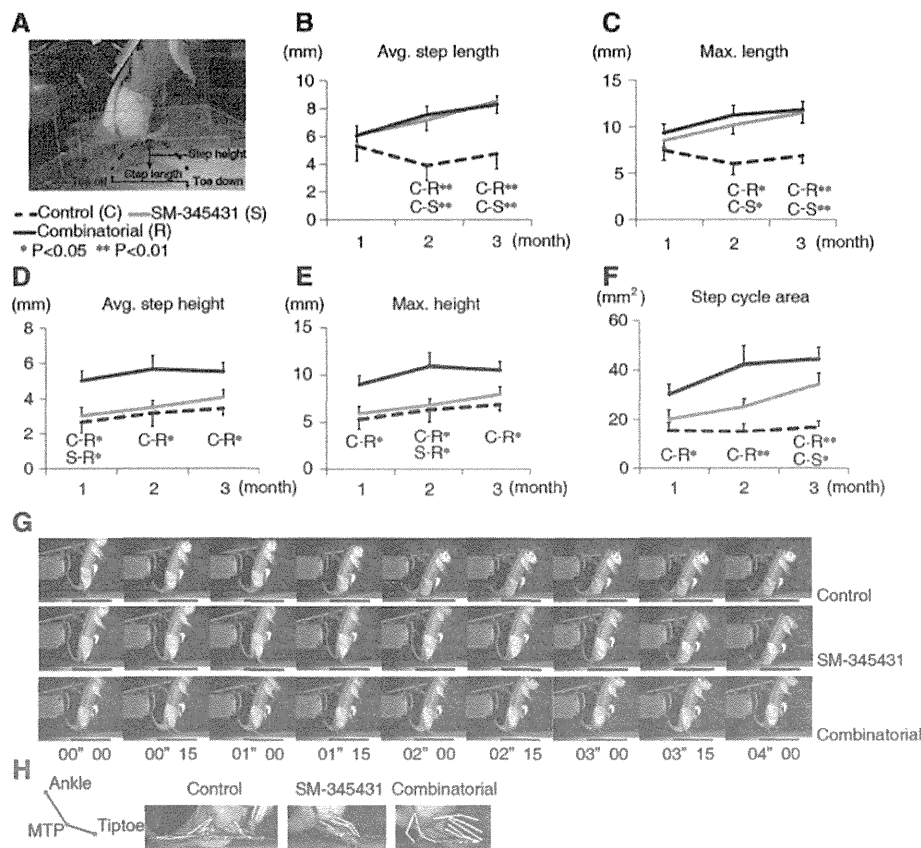 A
Step height
Step length
Toe off
Toe down
Control (C) SM-345431 (S)
Combinatorial (R)
* P<0.05 ** P<0.01
B
(mm) Avg. step length
10
8
6
4
2
0
C-R** C-R**
C-S** C-S**
1 2 3 (month)
C
(mm) Max. length
15
10
5
0
C-R* C-R**
C-S* C-S**
1 2 3 (month)
D
(mm) Avg. step height
8
6
4
2
0
C-R* C-R* C-R*
S-R*
1 2 3 (month)
E
(mm) Max. height
15
10
5
0
C-R* C-R* C-R*
S-R*
1 2 3 (month)
F
(mm²) Step cycle area
60
40
20
0
C-R* C-R** C-R**
C-S*
1 2 3 (month)
G
Control
SM-345431
Combinatorial
00" 00 00" 15 01" 00 01" 15 02" 00 02" 15 03" 00 03" 15 04" 00
H
Ankle
MTP
Tiptoe
Control SM-345431 Combinatorial